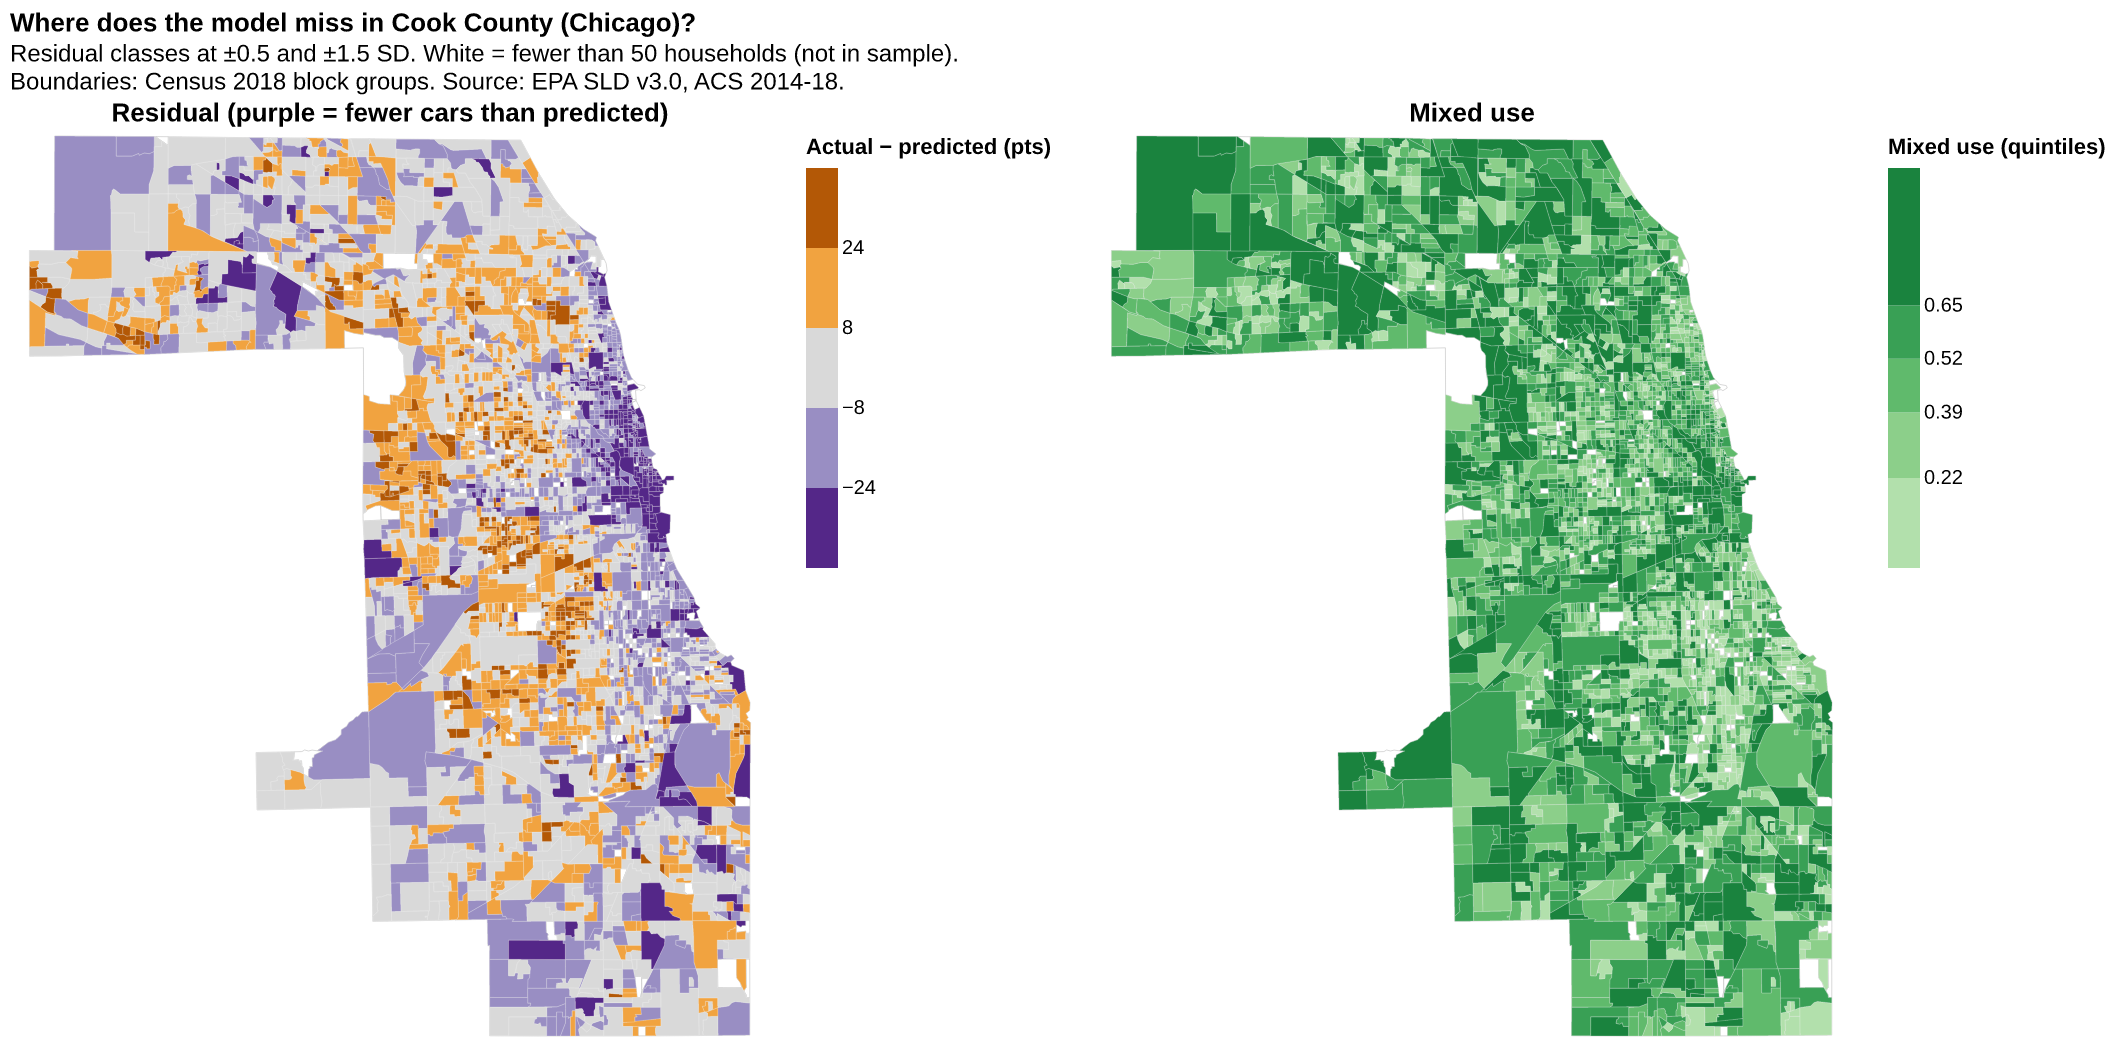 Where does the model miss in Cook County (Chicago)?
Residual classes at ±0.5 and ±1.5 SD. White = fewer than 50 households (not in sample).
Boundaries: Census 2018 block groups. Source: EPA SLD v3.0, ACS 2014-18.
Residual (purple = fewer cars than predicted)
Actual − predicted (pts)
24
8
−8
−24
Mixed use
Mixed use (quintiles)
0.65
0.52
0.39
0.22